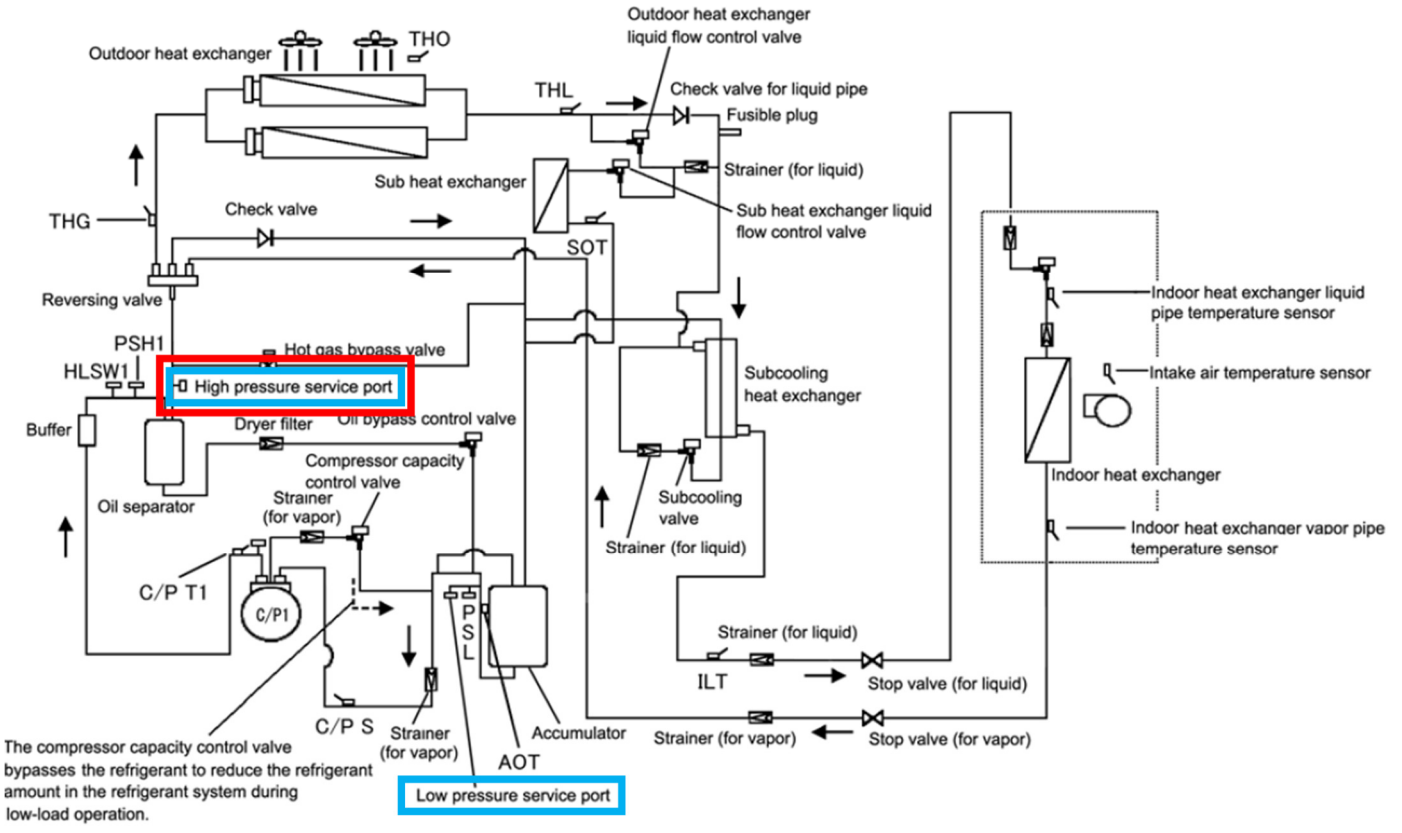 Outdoor heat exchanger
liquid flow control valve
THO
Outdoor heat exchanger
THL
Check valve for liquid pipe
Fusible plug
Strainer (for liquid)
Sub heat exchanger
Sub heat exchanger liquid
flow control valve
Check valve
THG
SOT
Reversing valve
Indoor heat exchanger liquid
pipe temperature sensor
PSH1
Hot gas bypass valve
HLSW1
High pressure service port
Subcooling
heat exchanger
Intake air temperature sensor
Buffer
Dryer filter
Oil bypass control valve
Compressor capacity
control valve
Indoor heat exchanger
Oil separator
Strainer
(for vapor)
Subcooling
valve
Strainer (for liquid)
Indoor heat exchanger vapor pipe
temperature sensor
C/P T1
C/P1
PSL
Strainer (for liquid)
ILT
Stop valve (for liquid)
C/P S
Strainer
(for vapor)
Accumulator
AOT
Strainer (for vapor)
Stop valve (for vapor)
The compressor capacity control valve
bypasses the refrigerant to reduce the refrigerant
amount in the refrigerant system during
low-load operation.
Low pressure service port